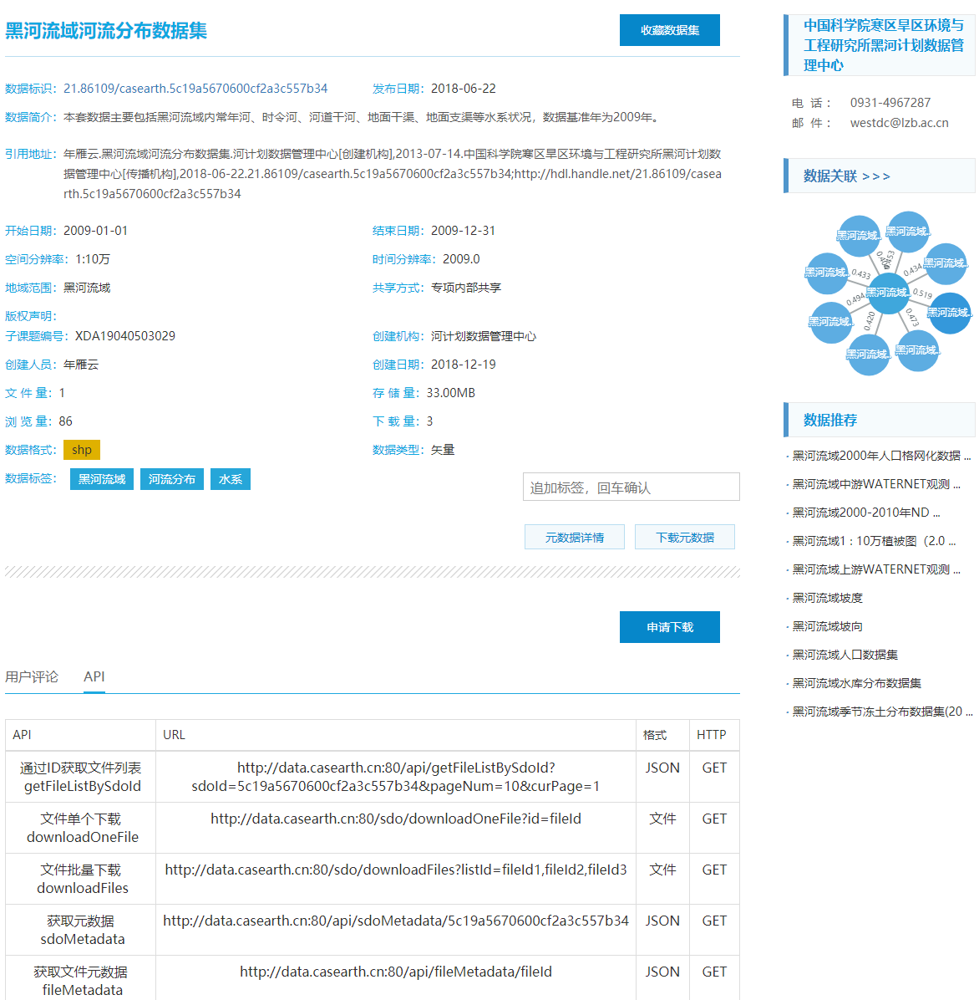 黑河流域河流分布数据集
收藏数据集
数据标识：21.86109/casearth.5c19a5670600cf2a3c557b34
发布日期：2018-06-22
数据简介：本套数据主要包括黑河流域内常年河、时令河、河道干河、地面干渠、地面支渠等水系状况，数据基准年为2009年。
引用地址：年雁云.黑河流域河流分布数据集.河计划数据管理中心[创建机构],2013-07-14.中国科学院寒区旱区环境与工程研究所黑河计划数
据管理中心[传播机构],2018-06-22.21.86109/casearth.5c19a5670600cf2a3c557b34;http://hdl.handle.net/21.86109/casea
rth.5c19a5670600cf2a3c557b34
开始日期：2009-01-01
结束日期：2009-12-31
空间分辨率：1:10万
时间分辨率：2009.0
地域范围：黑河流域
共享方式：专项内部共享
版权声明：
子课题编号：XDA19040503029
创建机构：河计划数据管理中心
创建人员：年雁云
创建日期：2018-12-19
文 件 量：1
存 储 量：33.00MB
浏 览 量：86
下 载 量：3
数据格式：shp
数据类型：矢量
数据标签：黑河流域 河流分布 水系
追加标签，回车确认
元数据详情 下载元数据
申请下载
用户评论 API
API URL 格式 HTTP
通过ID获取文件列表
getFileListBySdoId
http://data.casearth.cn:80/api/getFileListBySdoId?
sdoId=5c19a5670600cf2a3c557b34&pageNum=10&curPage=1
JSON GET
文件单个下载
downloadOneFile
http://data.casearth.cn:80/sdo/downloadOneFile?id=fileId
文件 GET
文件批量下载
downloadFiles
http://data.casearth.cn:80/sdo/downloadFiles?listId=fileId1,fileId2,fileId3
文件 GET
获取元数据
sdoMetadata
http://data.casearth.cn:80/api/sdoMetadata/5c19a5670600cf2a3c557b34
JSON GET
获取文件元数据
fileMetadata
http://data.casearth.cn:80/api/fileMetadata/fileId
JSON GET
中国科学院寒区旱区环境与
工程研究所黑河计划数据管
理中心
电 话： 0931-4967287
邮 件： westdc@lzb.ac.cn
数据关联 >>>
黑河流域..
黑河流域..
黑河流域..
黑河流域..
黑河流域..
黑河流域..
黑河流域..
黑河流域..
黑河流域..
0.453
0.434
0.433
0.519
0.494
0.473
0.420
数据推荐
· 黑河流域2000年人口格网化数据 ...
· 黑河流域中游WATERNET观测 ...
· 黑河流域2000-2010年ND ...
· 黑河流域1：10万植被图（2.0 ...
· 黑河流域上游WATERNET观测 ...
· 黑河流域坡度
· 黑河流域坡向
· 黑河流域人口数据集
· 黑河流域水库分布数据集
· 黑河流域季节冻土分布数据集(20 ...